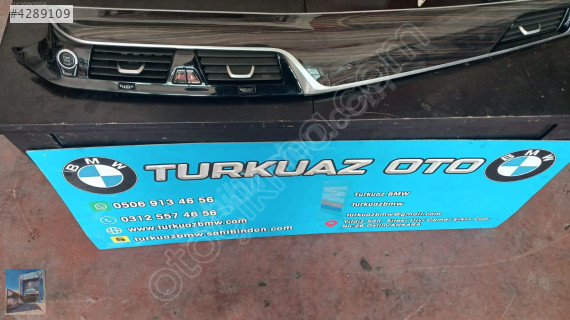 #4289109
BMW
TURKUAZ OTO
BMW
0506 913 46 56
0312 557 46 56
www.turkuazbmw.com
turkuazbmw.sahibinden.com
Turkuaz BMW
turkuazbmw
turkuazbmw@gmail.com